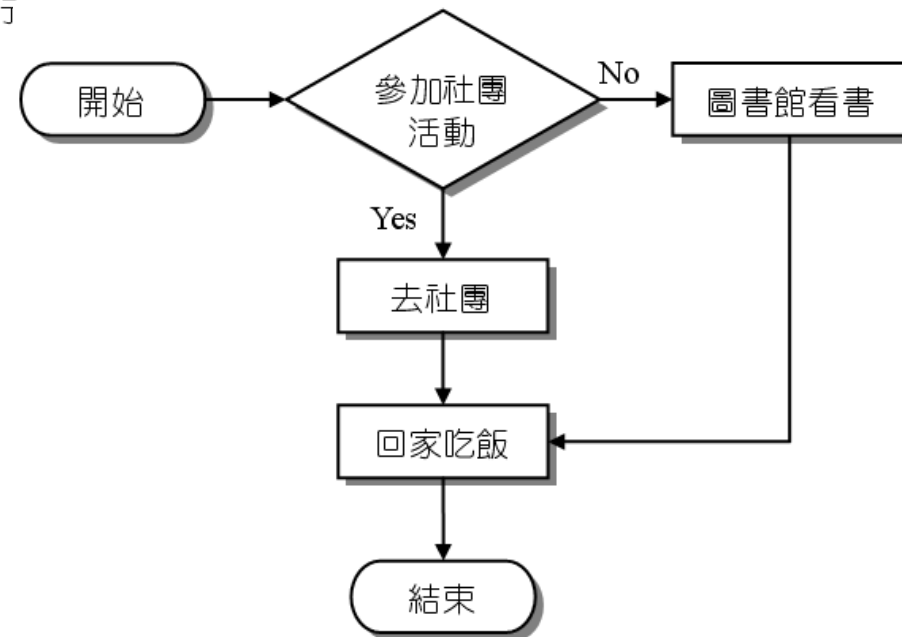 開始
參加社團
活動
No
圖書館看書
Yes
去社團
回家吃飯
結束